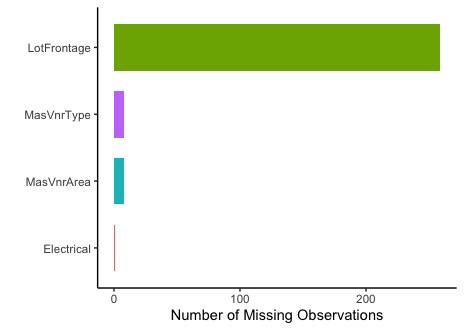 LotFrontage
MasVnrType
MasVnrArea
Electrical
0 100 200
Number of Missing Observations